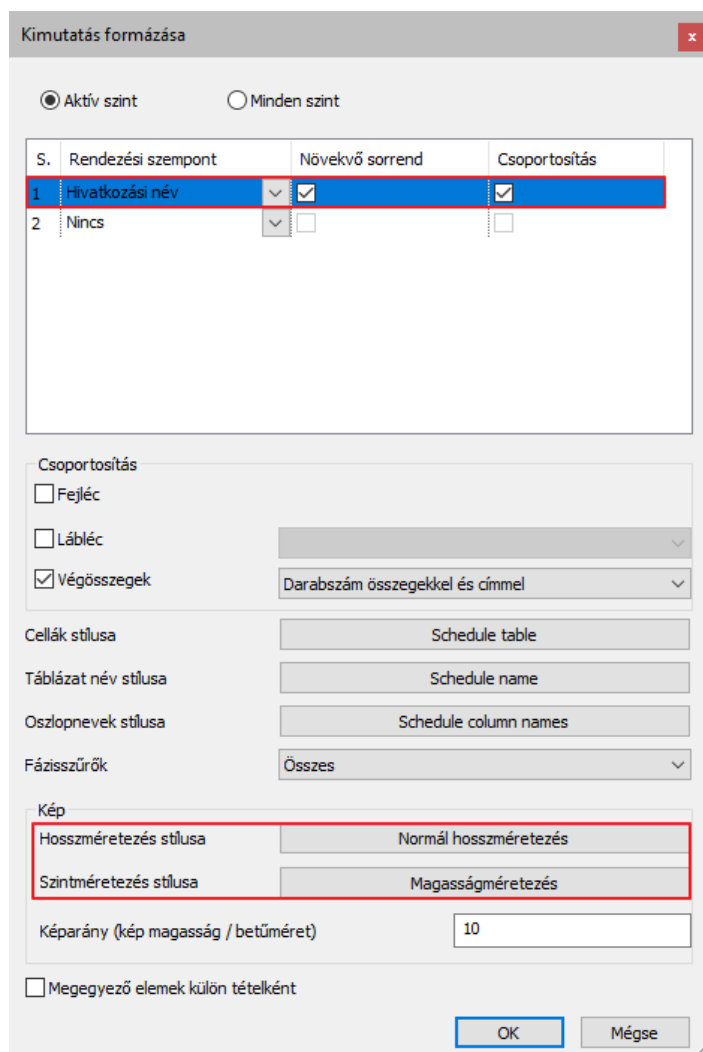 Kimutatás formázása
x
Aktív szint Minden szint
S. Rendezési szempont Növekvő sorrend Csoportosítás
1 Hivatkozási név
2 Nincs
Csoportosítás
Fejléc
Lábléc
Végösszegek Darabszám összegekkel és címmel
Cellák stílusa Schedule table
Táblázat név stílusa Schedule name
Oszlopnevek stílusa Schedule column names
Fázisszűrők Összes
Kép
Hosszméretezés stílusa Normál hosszméretezés
Szintméretezés stílusa Magasságméretezés
Képarány (kép magasság / betűméret) 10
Megegyező elemek külön tételként
OK Mégse